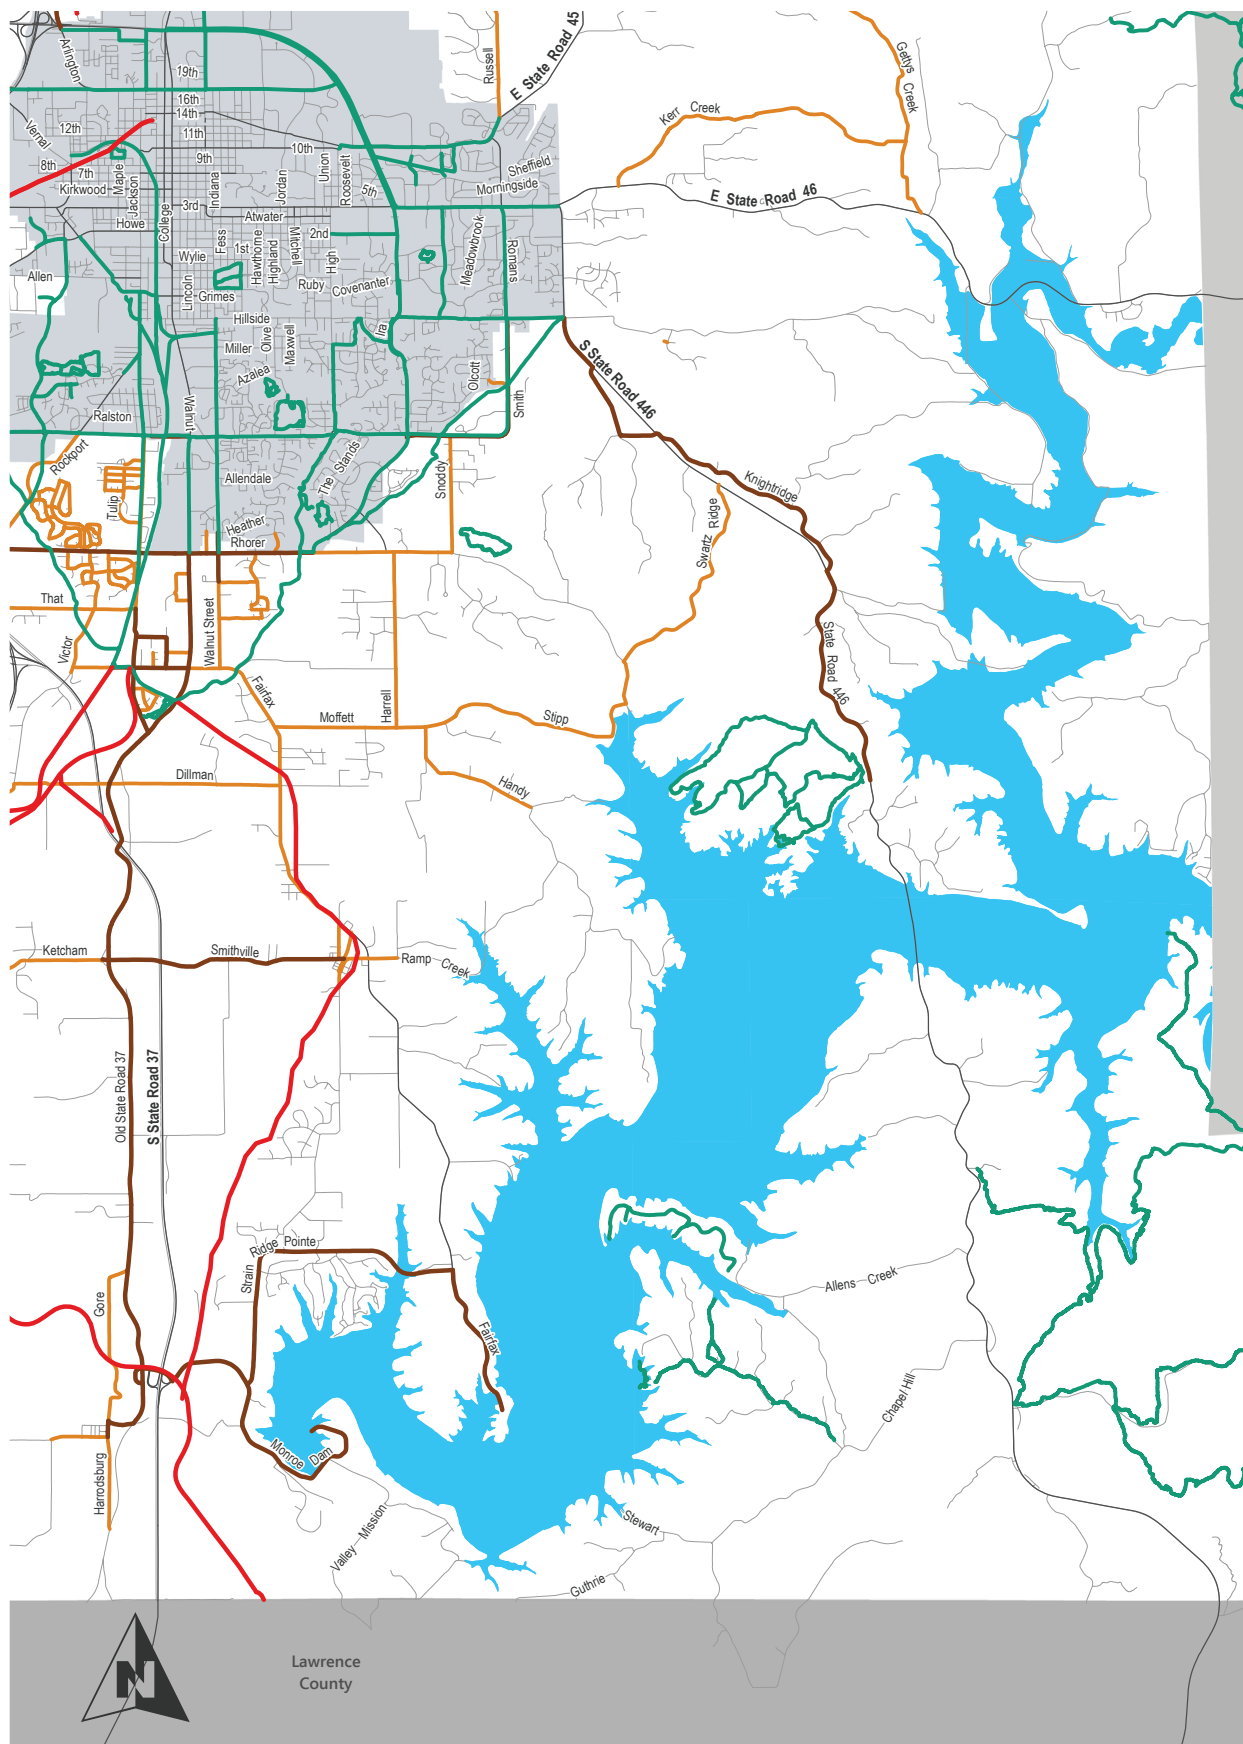 E State Road 45
Russell
Gettys
Creek
Arlington
19th
16th
14th
Kerr Creek
Vernal
12th
11th
10th
8th
7th
9th
Kirkwood
Maple
Jackson
Indiana
Jordan
Union
Roosevelt
5th
Sheffield
Morningside
E State Road 46
3rd
Howe
College
Atwater
Fess
1st
Hawthorne
Highland
Mitchell
2nd
High
Meadowbrook
Romans
Wylie
Allen
Lincoln
Grimes
Ruby
Covenanter
Hillside
Ira
Miller
Olive
Maxwell
Azalea
Olcott
Smith
S State Road 446
Ralston
Walnut
Rockport
Tulip
Allendale
The Stands
Snoddy
Knightridge
Swartz Ridge
Heather
Rhorer
That
Victor
Walnut Street
State Road 446
Fairfax
Moffett
Harrell
Stipp
Dillman
Handy
Ketcham
Smithville
Ramp Creek
Old State Road 37
S State Road 37
Ridge Pointe
Strain
Gore
Allens Creek
Fairfax
Chapel Hill
Monroe Dam
Harrodsburg
Valley Mission
Stewart
Guthrie
N
Lawrence
County